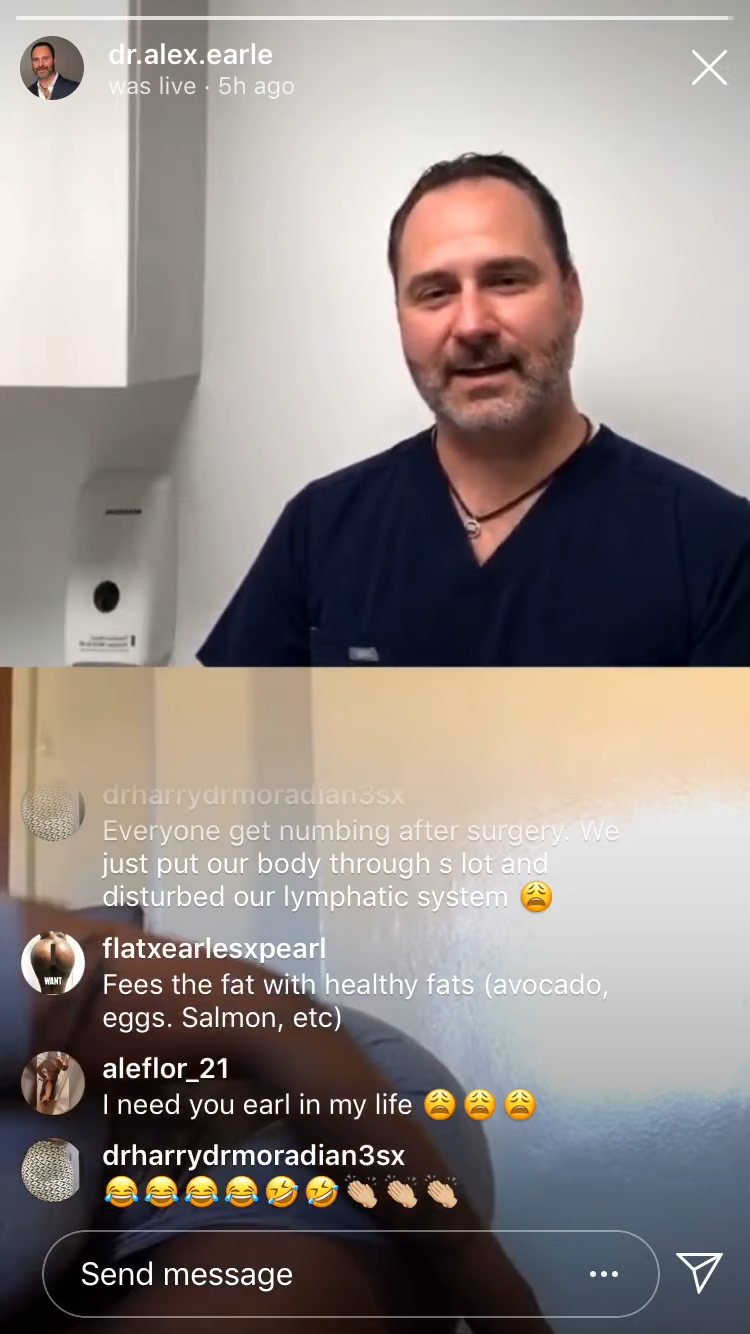 dr.alex.earle
was live · 5h ago
drharrydrmoradian3sx
Everyone get numbing after surgery. We
just put our body through s lot and
disturbed our lymphatic system 😩
WANT
flatxearlesxpearl
Fees the fat with healthy fats (avocado,
eggs. Salmon, etc)
aleflor_21
I need you earl in my life 😩 😩 😩
drharrydrmoradian3sx
😂😂😂😂🤣🤣👏🏻👏🏻👏🏻
Send message